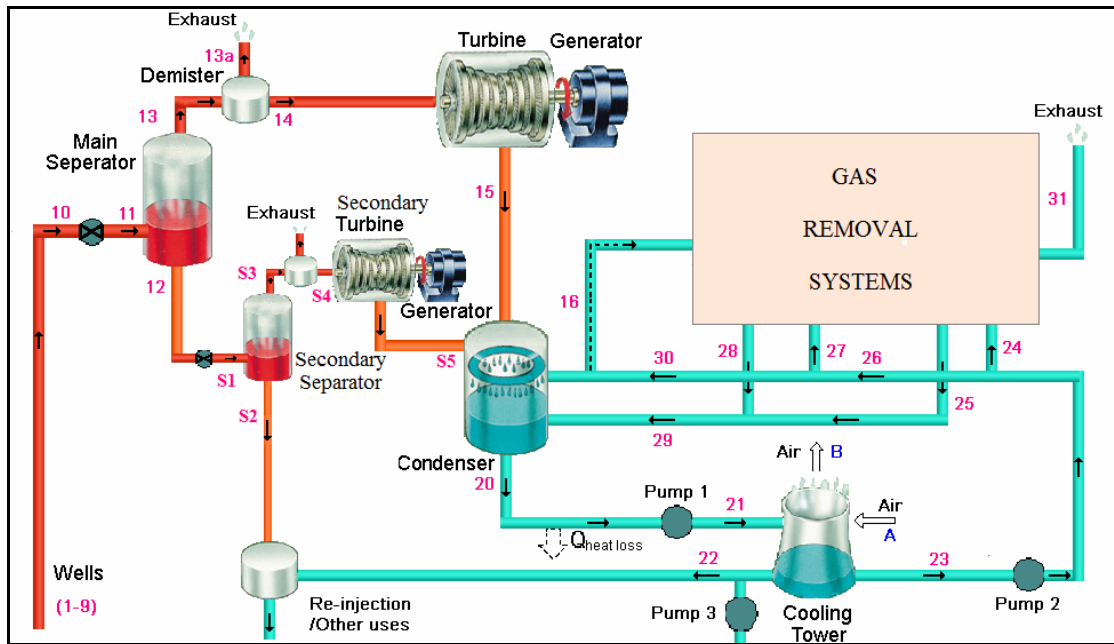 Exhaust
13a
Demister
13
14
Turbine
Generator
Main
Seperator
10
11
12
15
Exhaust
Secondary
Turbine
S3
S4
Generator
S5
S1
Secondary
Separator
S2
Exhaust
31
GAS
REMOVAL
SYSTEMS
16
30
28
27
26
24
25
29
Condenser
20
Air
B
Pump 1
21
Air
A
Qheat loss
22
23
Wells
(1-9)
Re-injection
/Other uses
Pump 3
Cooling
Tower
Pump 2